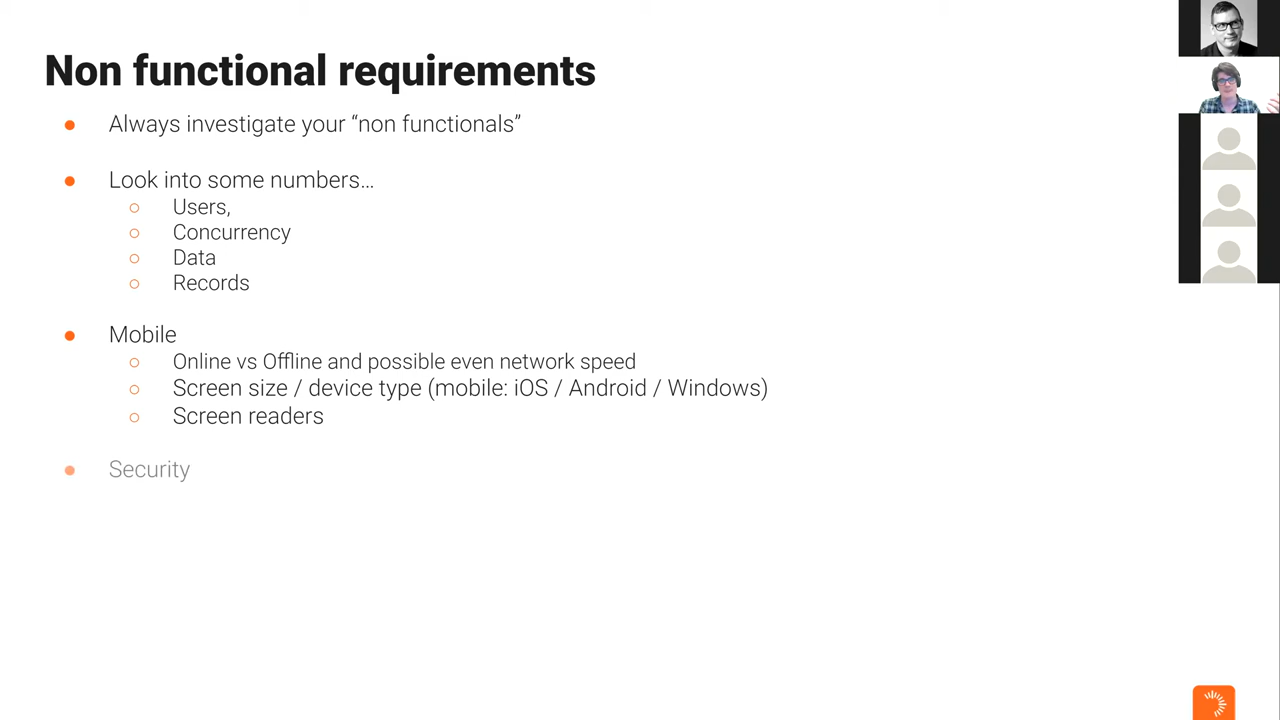 Non functional requirements
Always investigate your “non functionals”
Look into some numbers…
Users,
Concurrency
Data
Records
Mobile
Online vs Offline and possible even network speed
Screen size / device type (mobile: iOS / Android / Windows)
Screen readers
Security